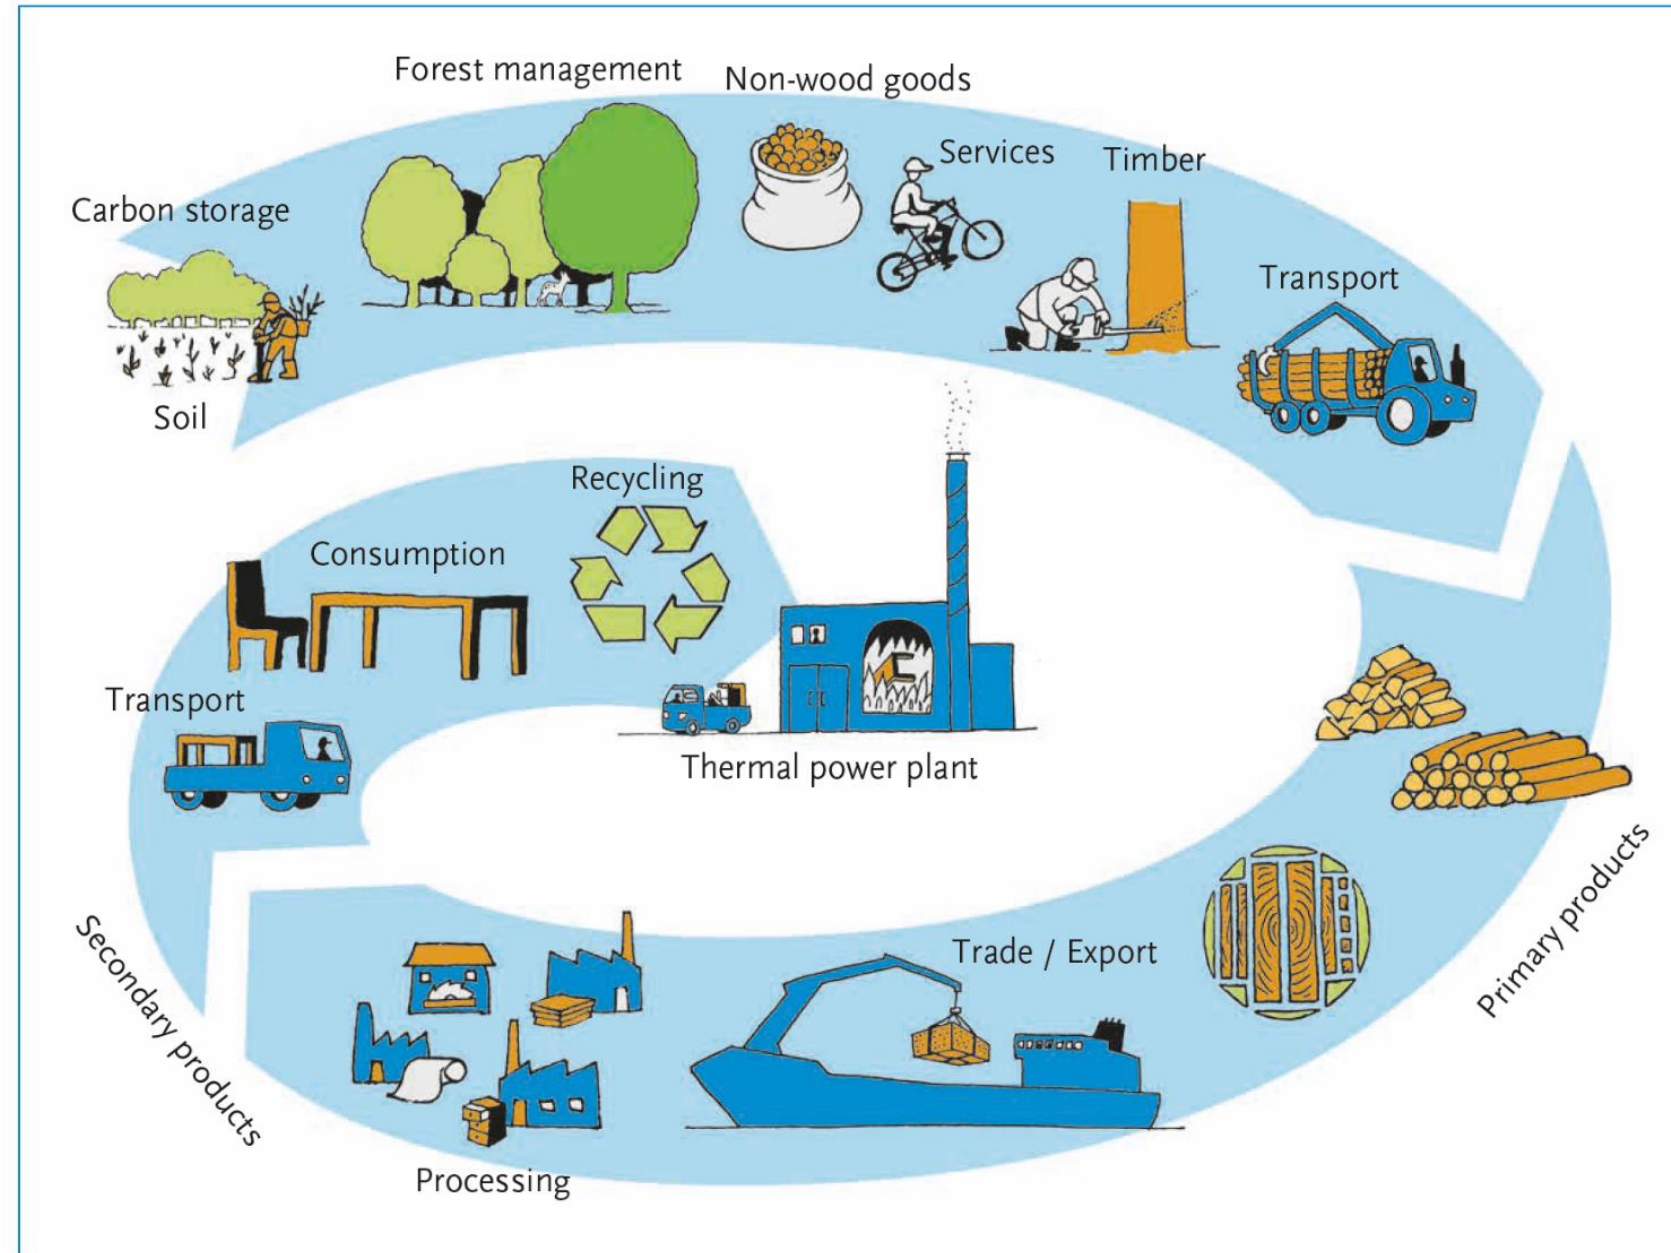 Forest management
Non-wood goods
Services
Timber
Carbon storage
Transport
Soil
Recycling
Consumption
Transport
Thermal power plant
Primary products
Trade / Export
Secondary products
Processing